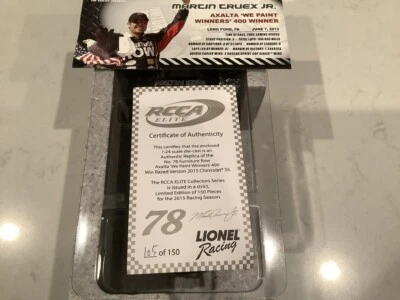 MARTIN TRUEX JR.
AXALTA 'WE PAINT
WINNERS' 400 WINNER
LONG POND, PA JUNE 7, 2015
RCCA
ELITE
Certificate of Authenticity
This certifies that the enclosed
1:24 scale die-cast is an
Authentic Replica of the
No. 78 Furniture Row
Axalta 'We Paint Winners 400
Win Raced Version 2015 Chevrolet® SS.
The RCCA ELITE Collectors Series
is issued in a strict,
Limited Edition of 150 Pieces
for the 2015 Racing Season.
78
105 of 150
LIONEL
Racing